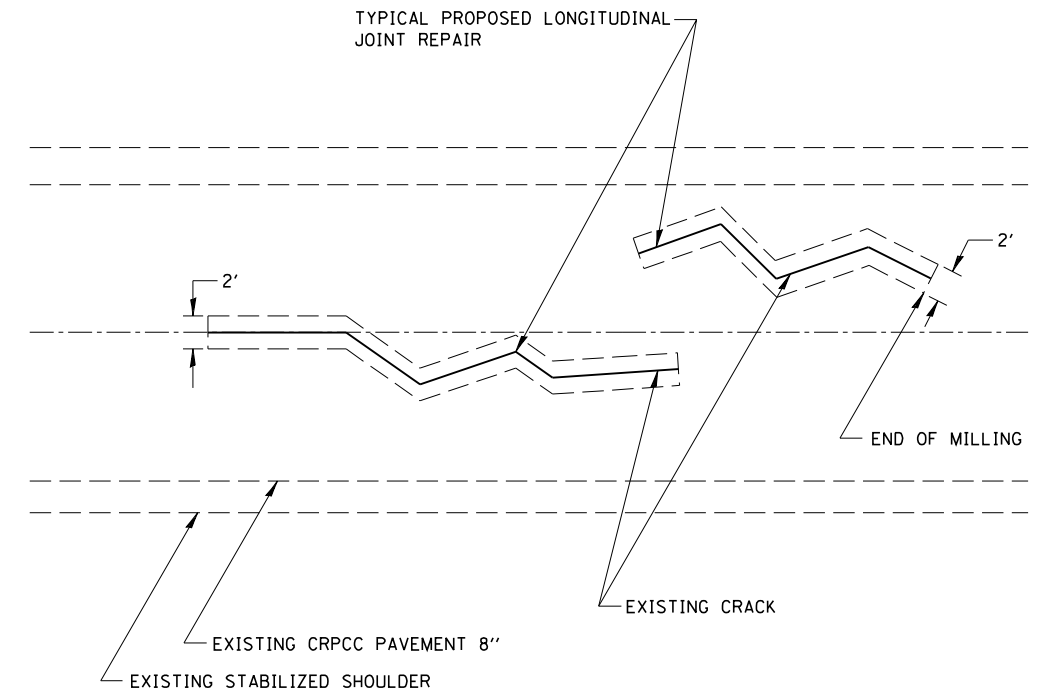 TYPICAL PROPOSED LONGITUDINAL
JOINT REPAIR
2'
2'
END OF MILLING
EXISTING CRACK
EXISTING CRPCC PAVEMENT 8''
EXISTING STABILIZED SHOULDER